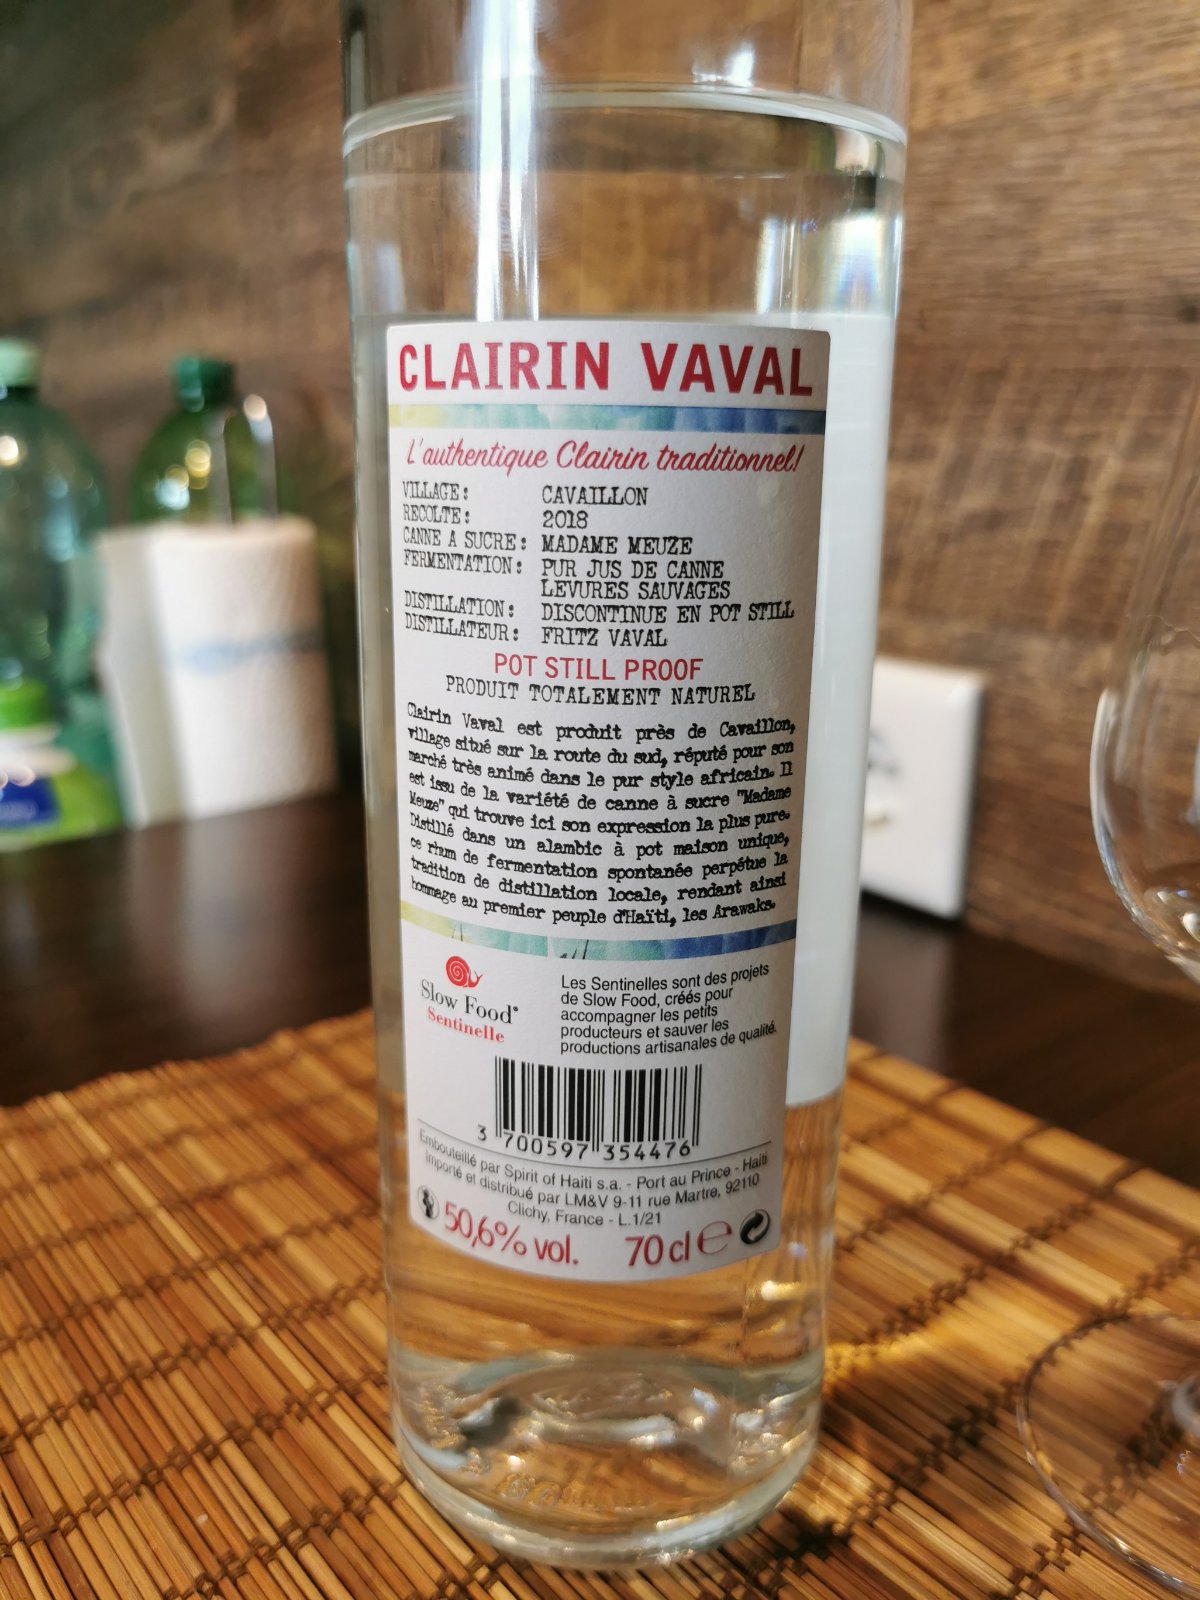 CLAIRIN VAVAL
L'authentique Clairin traditionnel!
VILLAGE: CAVAILLON
RECOLTE: 2018
CANNE A SUCRE: MADAME MEUZE
FERMENTATION: PUR JUS DE CANNE
LEVURES SAUVAGES
DISTILLATION: DISCONTINUE EN POT STILL
DISTILLATEUR: FRITZ VAVAL
POT STILL PROOF
PRODUIT TOTALEMENT NATUREL
Clairin Vaval est produit près de Cavaillon,
village situé sur la route du sud, réputé pour son
marché très animé dans le pur style africain. Il
est issu de la variété de canne à sucre "Madame
Meuze" qui trouve ici son expression la plus pure.
Distillé dans un alambic à pot maison unique,
ce rhum de fermentation spontanée perpétue la
tradition de distillation locale, rendant ainsi
hommage au premier peuple d'Haïti, les Arawaks.
Slow Food®
Sentinelle
Les Sentinelles sont des projets
de Slow Food, créés pour
accompagner les petits
producteurs et sauver les
productions artisanales de qualité.
3 700597 354476
Embouteillé par Spirit of Haiti s.a. - Port au Prince - Haiti
Importé et distribué par LM&V 9-11 rue Martre, 92110
Clichy, France - L.1/21
50,6% vol. 70 cl e